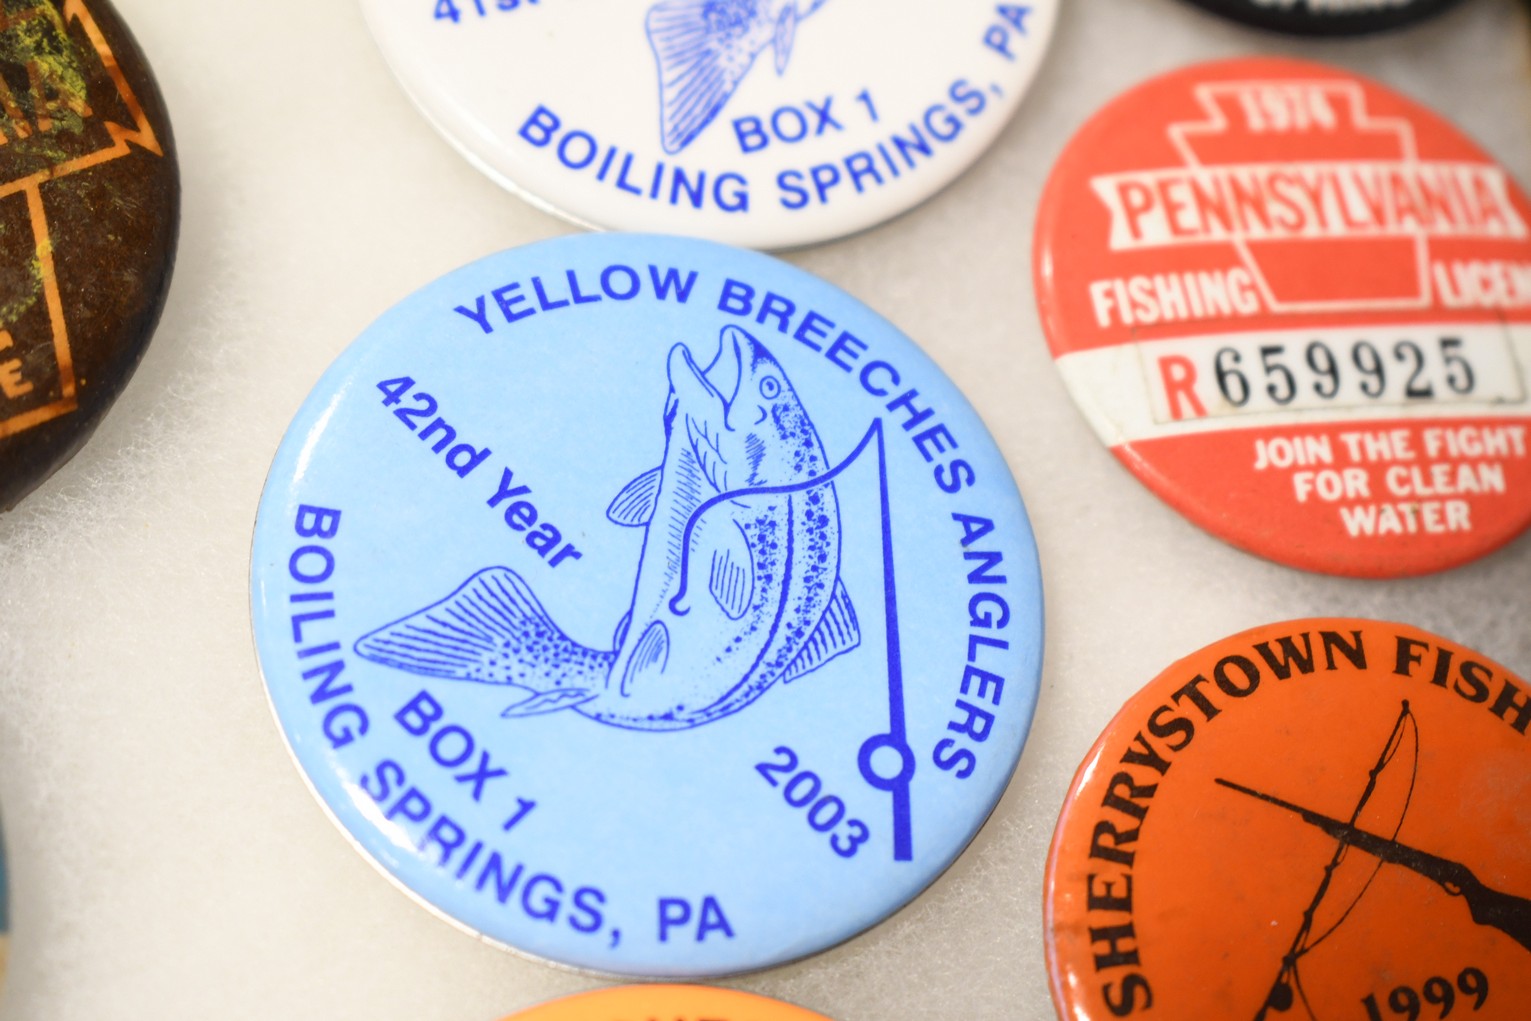 BOX 1
BOILING SPRINGS, PA
1974
PENNSYLVANIA
FISHING
R659925
JOIN THE FIGHT
FOR CLEAN
WATER
YELLOW BREECHES ANGLERS
42nd Year
BOX 1
BOILING SPRINGS, PA
2003
SHERRYSTOWN FISH
1999